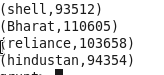 (shell,93512)
(Bharat,110605)
(reliance,103658)
(hindustan,94354)